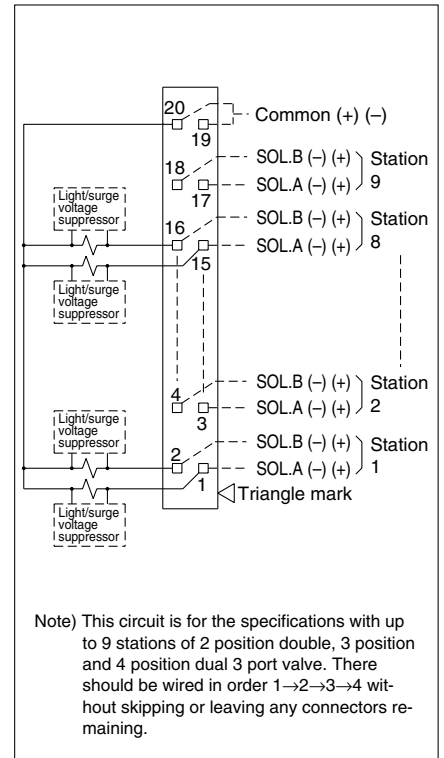 20
Common (+) (–)
19
18
SOL.B (–) (+)
Station
9
SOL.A (–) (+)
17
Light/surge
voltage
suppressor
16
SOL.B (–) (+)
Station
8
SOL.A (–) (+)
15
Light/surge
voltage
suppressor
4
SOL.B (–) (+)
Station
2
SOL.A (–) (+)
3
Light/surge
voltage
suppressor
2
SOL.B (–) (+)
Station
1
SOL.A (–) (+)
1
Triangle mark
Light/surge
voltage
suppressor
Note) This circuit is for the specifications with up
to 9 stations of 2 position double, 3 position
and 4 position dual 3 port valve. There
should be wired in order 1→2→3→4 wit-
hout skipping or leaving any connectors re-
maining.